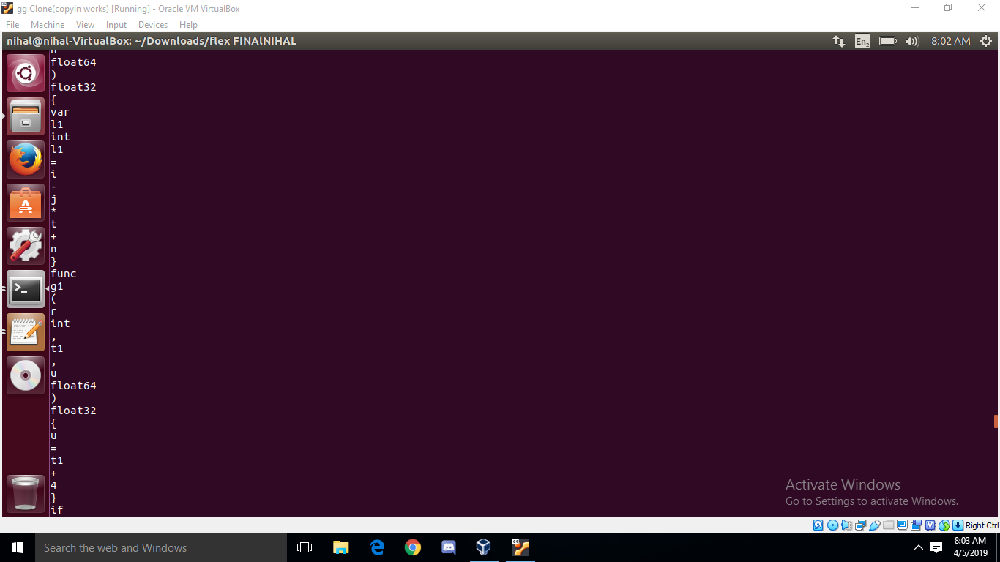 gg Clone(copyin works) [Running] - Oracle VM VirtualBox
File Machine View Input Devices Help
nihal@nihal-VirtualBox: ~/Downloads/flex FINAlNIHAL
En2 8:02 AM
float64
)
float32
{
var
l1
int
l1
=
i
-
j
*
t
+
n
}
func
g1
(
r
int
,
t1
,
u
float64
)
float32
{
u
=
t1
+
4
}
if
Activate Windows
Go to Settings to activate Windows.
Right Ctrl
Search the web and Windows
8:03 AM
4/5/2019